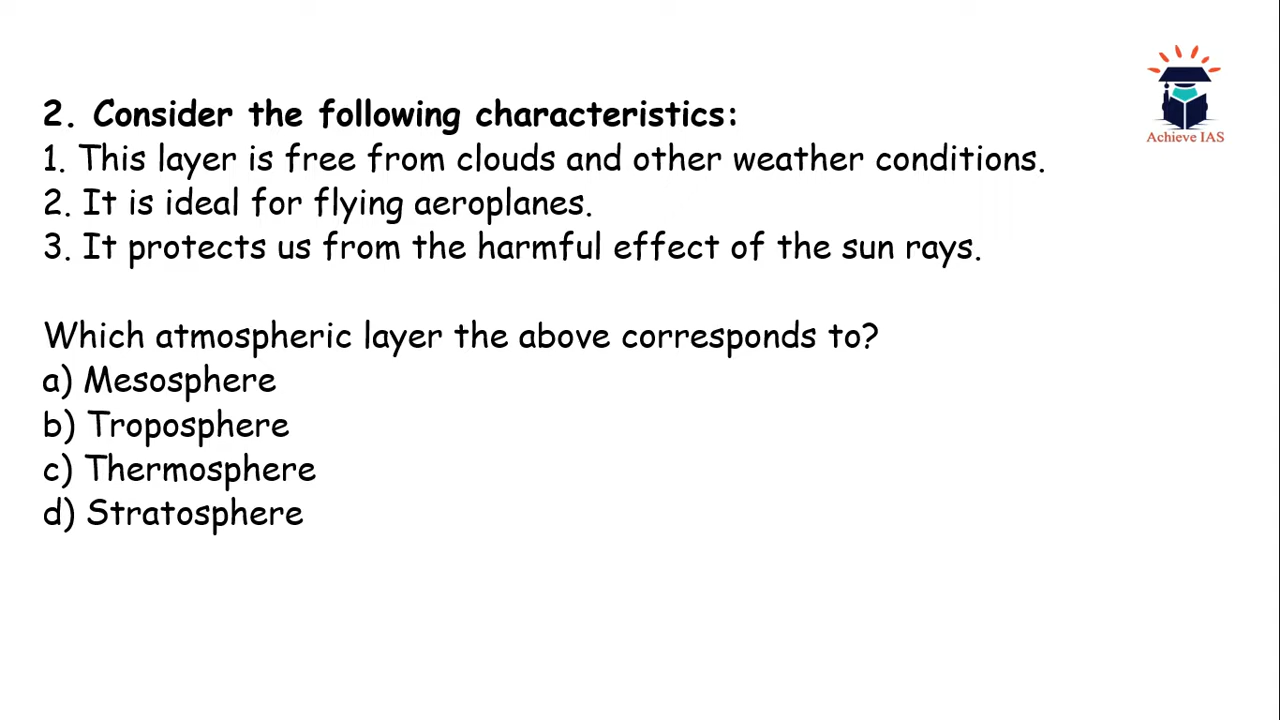 Achieve IAS
2. Consider the following characteristics:
1. This layer is free from clouds and other weather conditions.
2. It is ideal for flying aeroplanes.
3. It protects us from the harmful effect of the sun rays.
Which atmospheric layer the above corresponds to?
a) Mesosphere
b) Troposphere
c) Thermosphere
d) Stratosphere